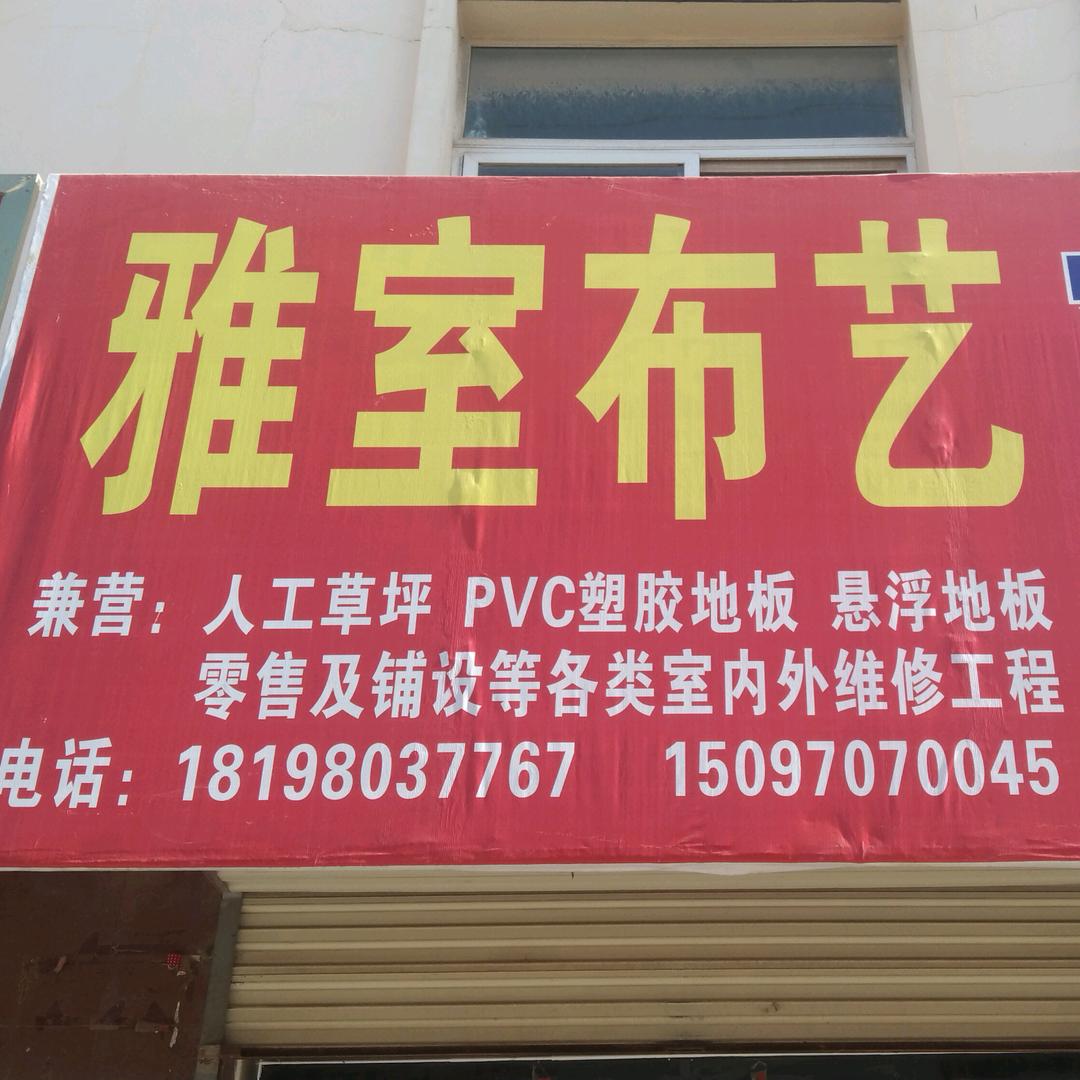 雅室布艺
兼营：人工草坪 PVC塑胶地板 悬浮地板
零售及铺设等各类室内外维修工程
电话：18198037767 15097070045